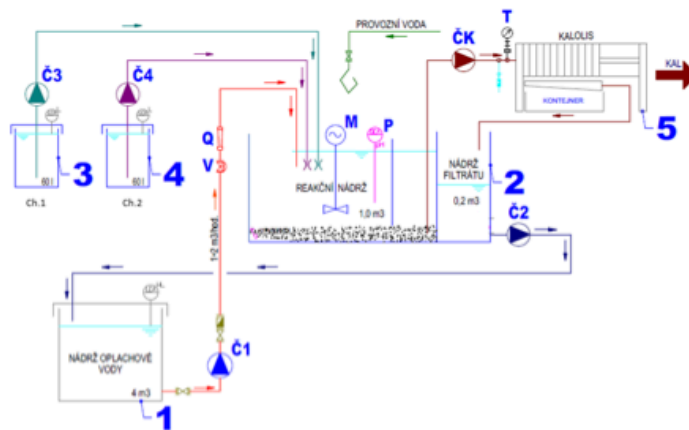 PROVOZNÍ VODA
T
KALOLIS
ČK
KAL
Č3
Č4
KONTEJNER
5
M
P
Q
V
3
4
2
NÁDRŽ
FILTRÁTU
REAKČNÍ NÁDRŽ
60 l
60 l
0,2 m3
1,0 m3
Ch.1
Ch.2
Č2
1-2 m3/hod.
NÁDRŽ OPLACHOVÉ
VODY
Č1
4 m3
1